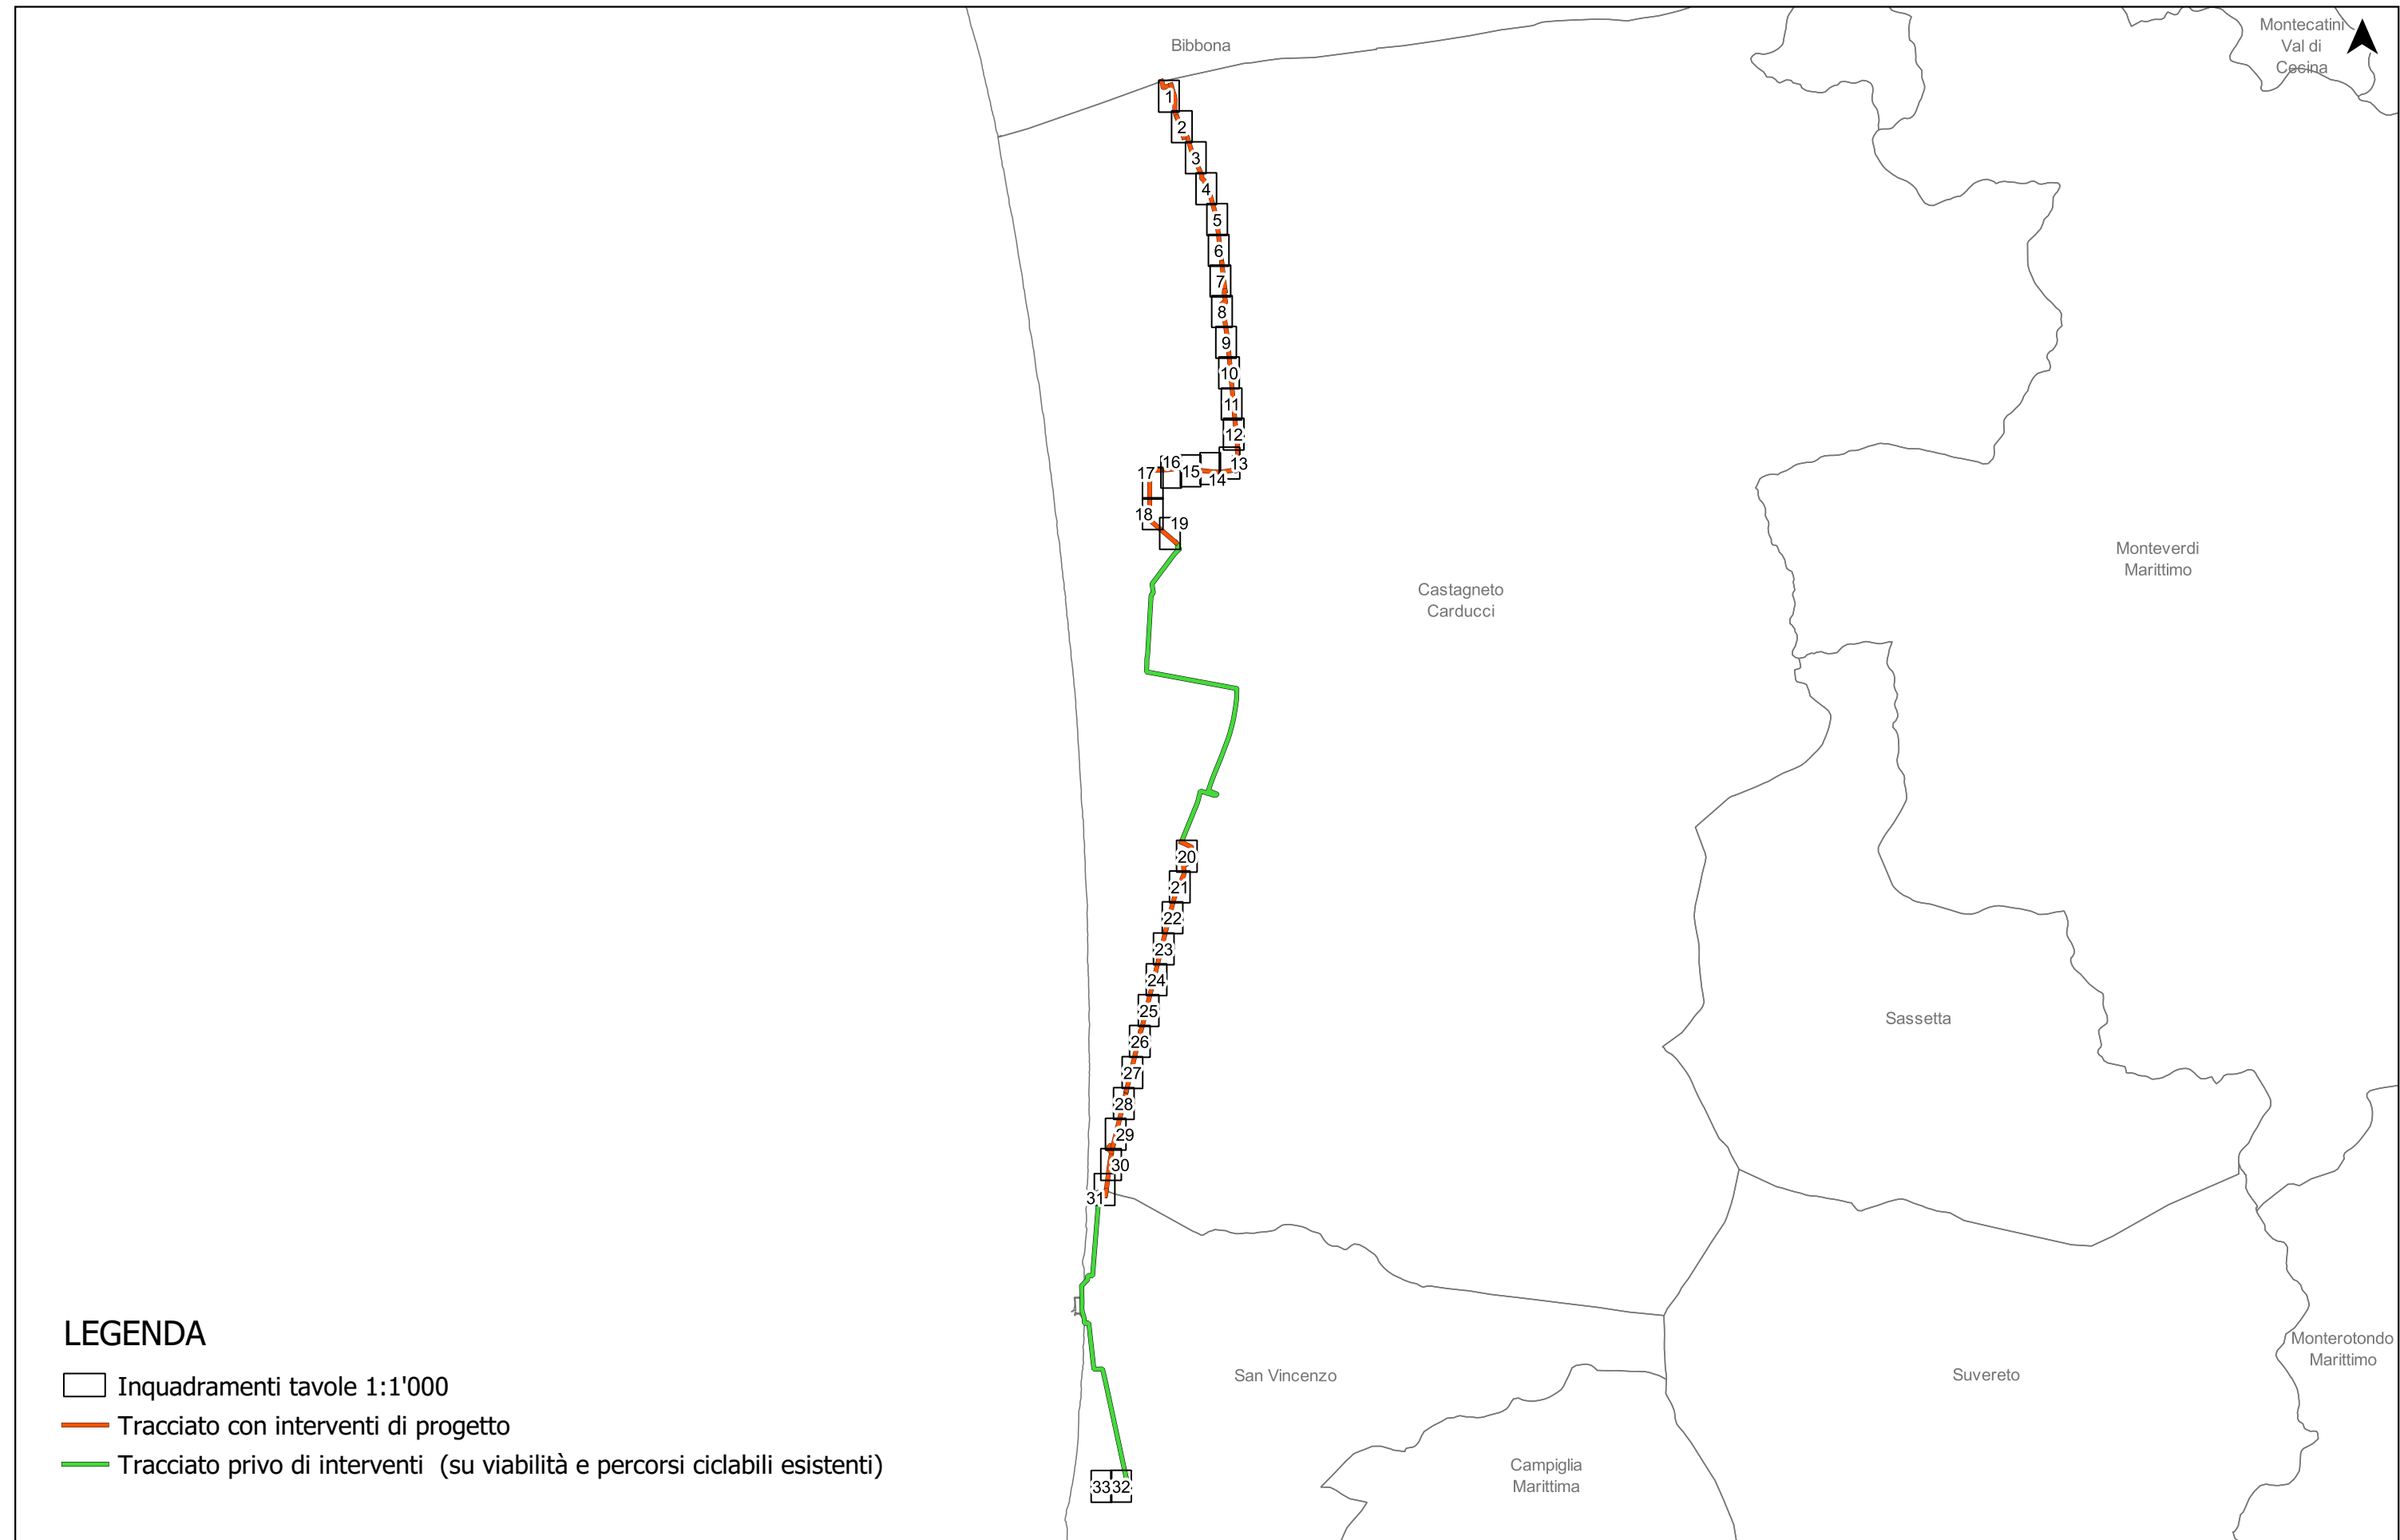 Bibbona
Montecatini
Val di
Cecina
1
2
3
4
5
6
7
8
9
10
11
12
13
14
15
16
17
18
19
Castagneto
Carducci
Monteverdi
Marittimo
20
21
22
23
24
25
26
27
28
29
30
31
Sassetta
San Vincenzo
Suvereto
Monterotondo
Marittimo
Campiglia
Marittima
33
32
LEGENDA
Inquadramenti tavole 1:1'000
Tracciato con interventi di progetto
Tracciato privo di interventi (su viabilità e percorsi ciclabili esistenti)